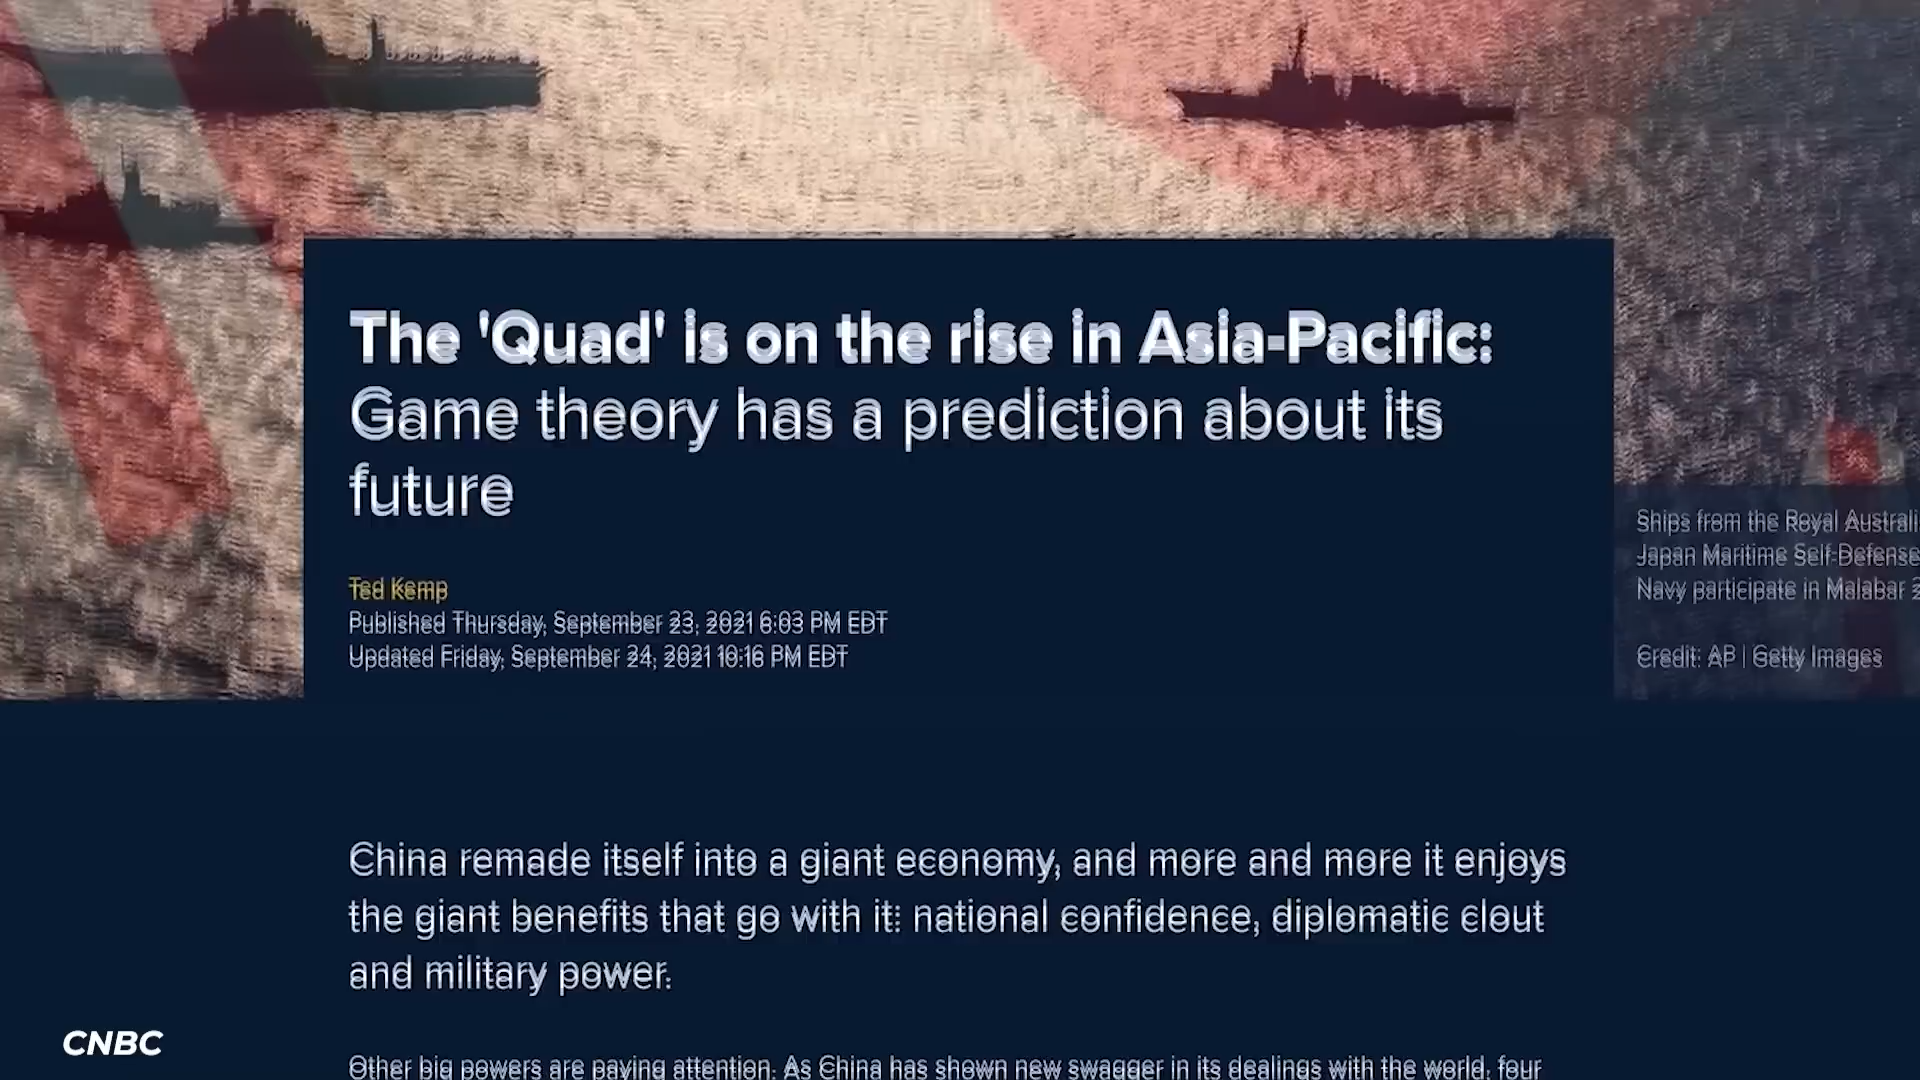 The 'Quad' is on the rise in Asia-Pacific:
Game theory has a prediction about its
future
Ted Kemp
Published Thursday, September 23, 2021 6:03 PM EDT
Updated Friday, September 24, 2021 10:16 PM EDT
Ships from the Royal Australi
Japan Maritime Self-Defense
Navy participate in Malabar
Credit: AP | Getty Images
China remade itself into a giant economy, and more and more it enjoys
the giant benefits that go with it: national confidence, diplomatic clout
and military power.
Other big powers are paying attention. As China has shown new swagger in its dealings with the world, four
CNBC